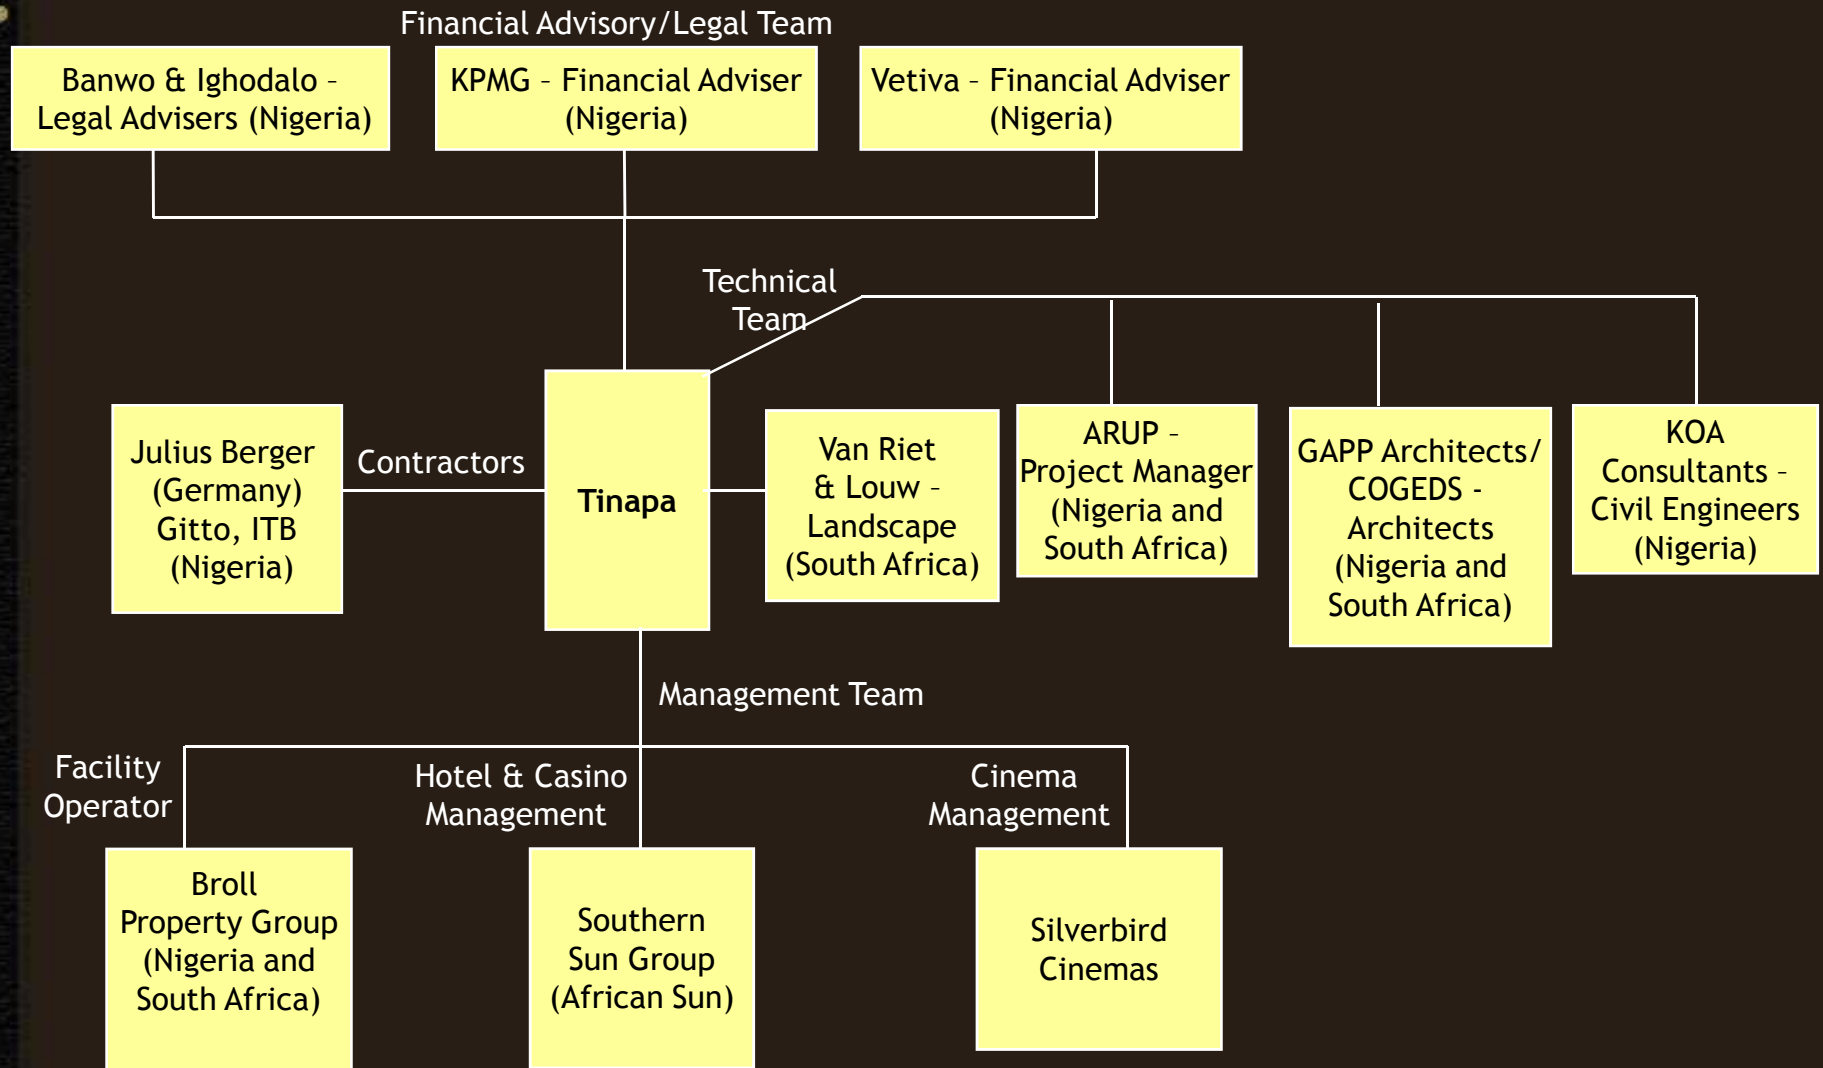 Financial Advisory/Legal Team
Banwo & Ighodalo –
Legal Advisers (Nigeria)
KPMG – Financial Adviser
(Nigeria)
Vetiva – Financial Adviser
(Nigeria)
Technical
Team
Julius Berger
(Germany)
Gitto, ITB
(Nigeria)
Contractors
Tinapa
Van Riet
& Louw –
Landscape
(South Africa)
ARUP –
Project Manager
(Nigeria and
South Africa)
GAPP Architects/
COGEDS -
Architects
(Nigeria and
South Africa)
KOA
Consultants –
Civil Engineers
(Nigeria)
Management Team
Facility
Operator
Hotel & Casino
Management
Cinema
Management
Broll
Property Group
(Nigeria and
South Africa)
Southern
Sun Group
(African Sun)
Silverbird
Cinemas